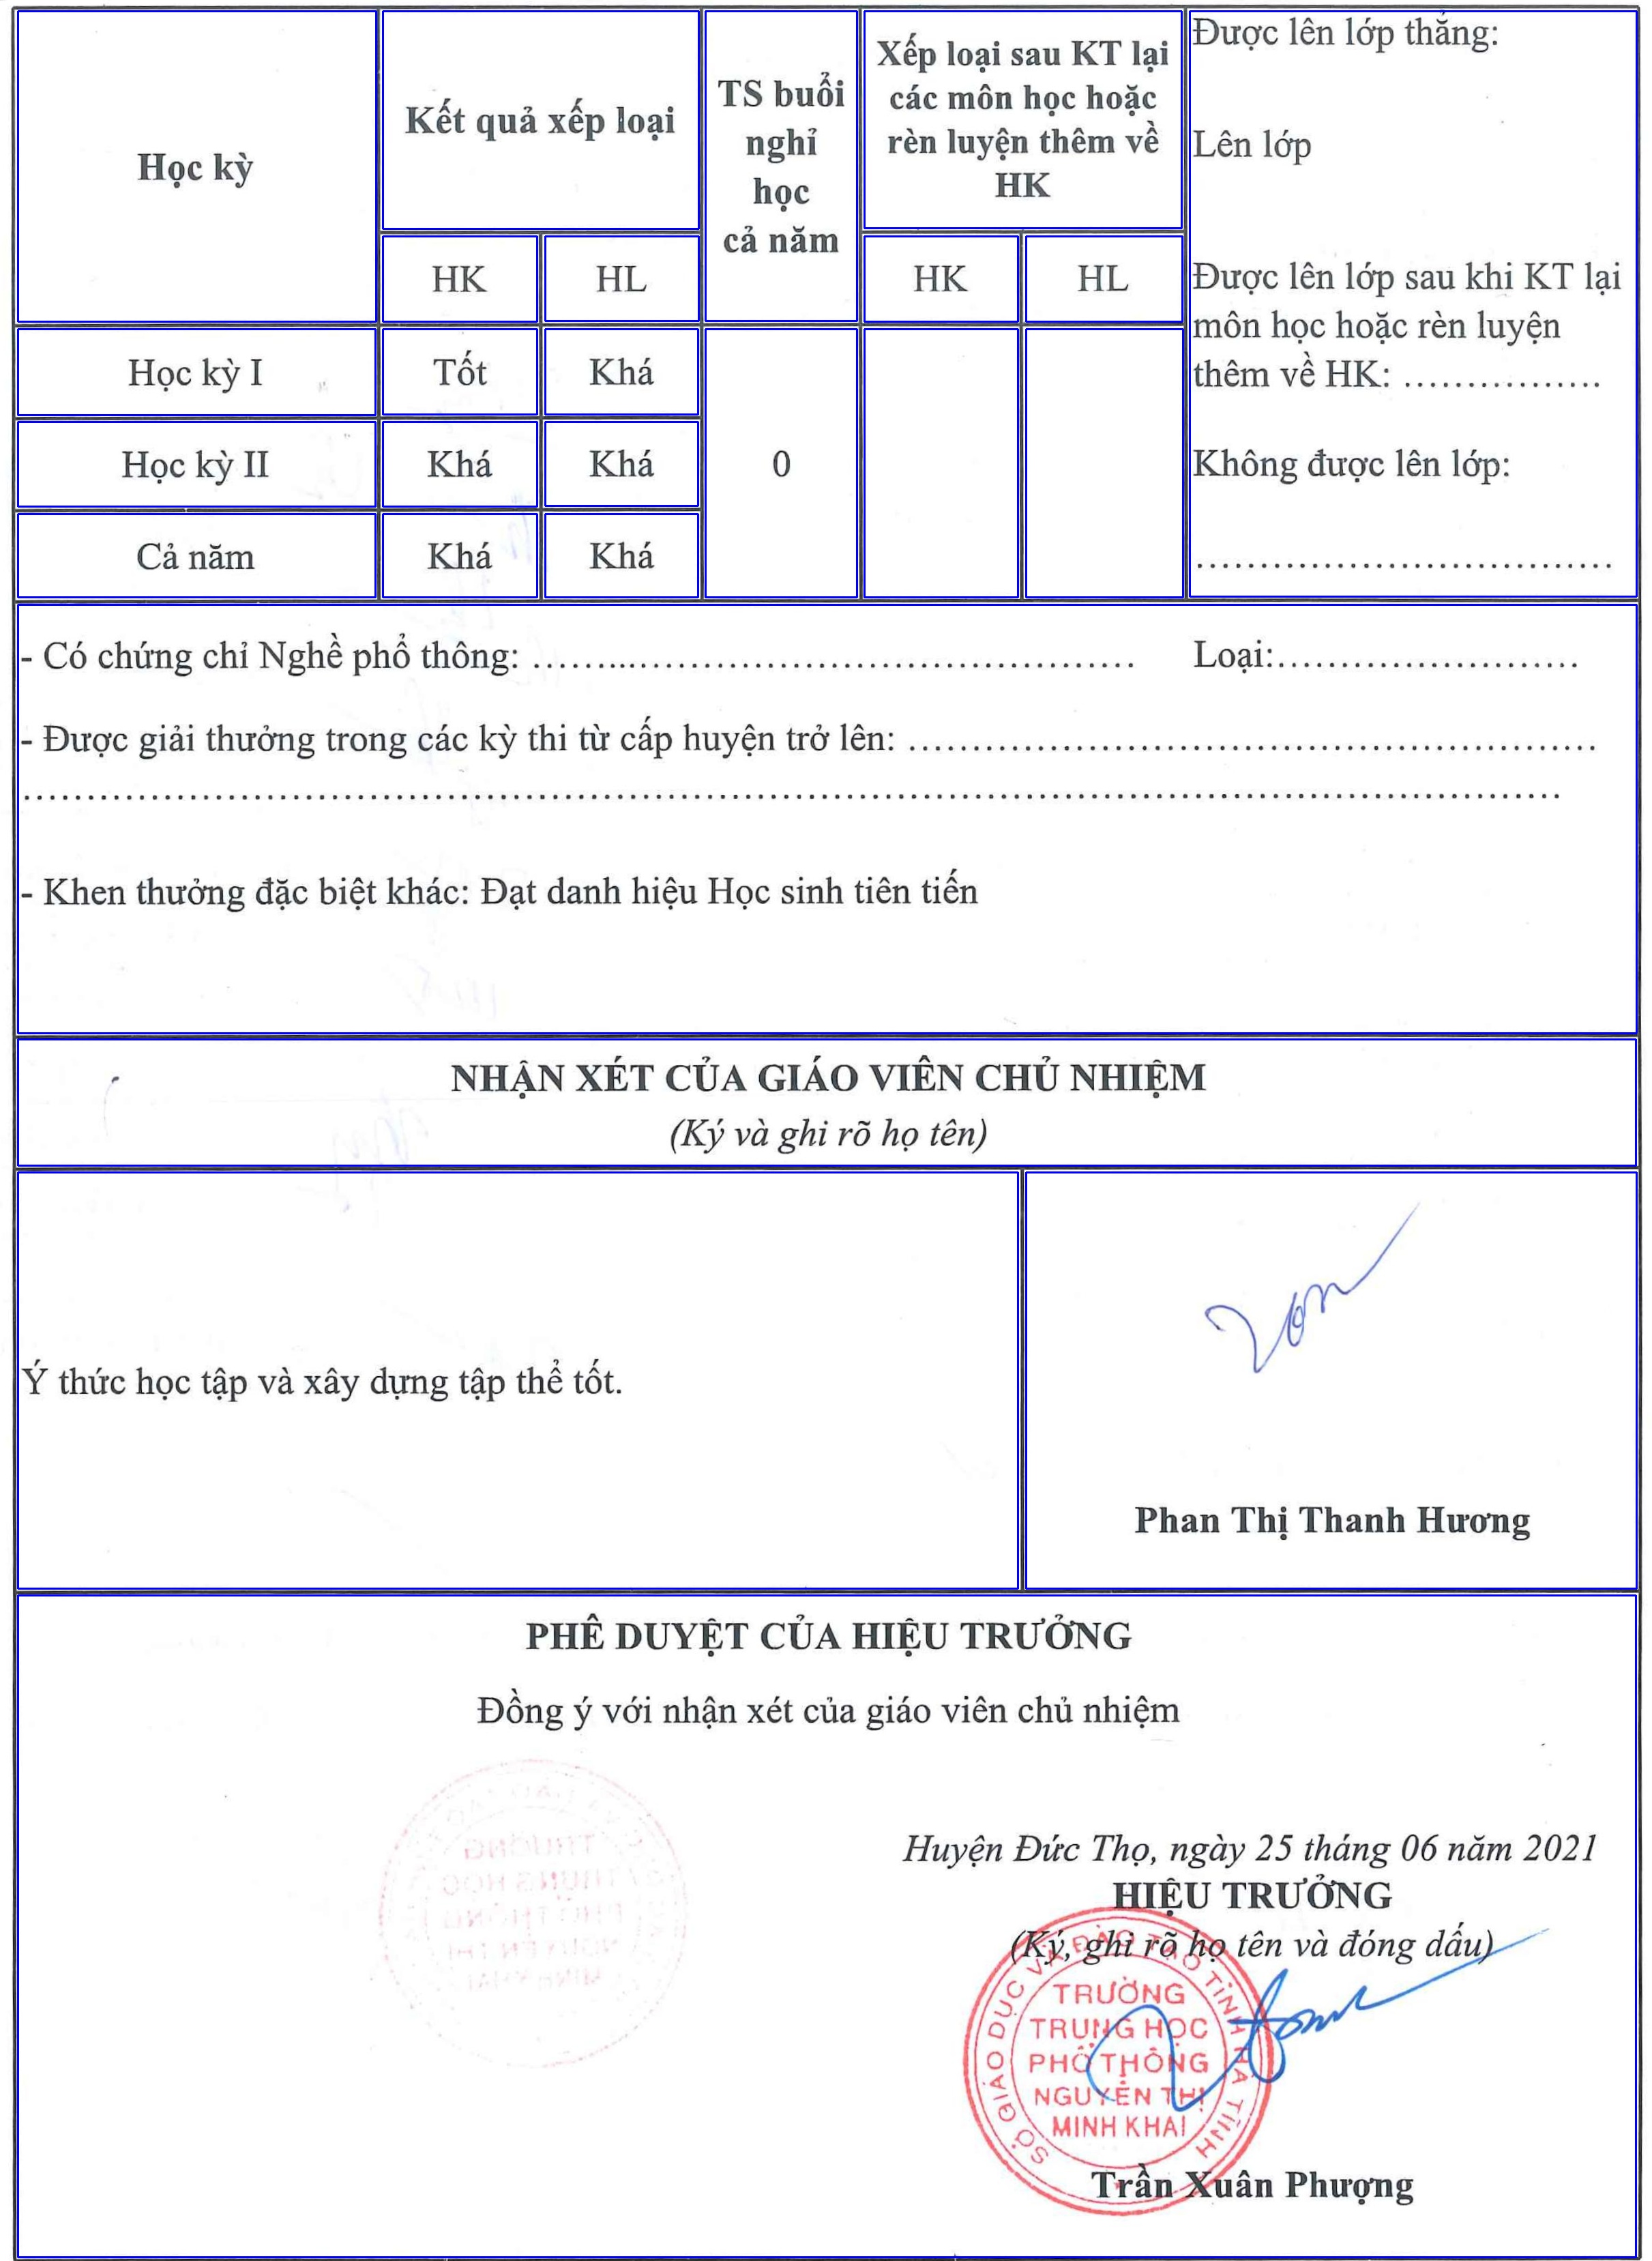 Học kỳ
Kết quả xếp loại
TS buổi
nghỉ
học
cả năm
Xếp loại sau KT lại
các môn học hoặc
rèn luyện thêm về
HK
Được lên lớp thẳng:
Lên lớp
Được lên lớp sau khi KT lại
môn học hoặc rèn luyện
thêm về HK: ................
Không được lên lớp:
.................................
HK HL HK HL
Học kỳ I Tốt Khá
Học kỳ II Khá Khá 0
Cả năm Khá Khá
- Có chứng chỉ Nghề phổ thông: ................................................ Loại:........................
- Được giải thưởng trong các kỳ thi từ cấp huyện trở lên: ......................................................
........................................................................................................................
- Khen thưởng đặc biệt khác: Đạt danh hiệu Học sinh tiên tiến
NHẬN XÉT CỦA GIÁO VIÊN CHỦ NHIỆM
(Ký và ghi rõ họ tên)
Ý thức học tập và xây dựng tập thể tốt.
Phan Thị Thanh Hương
PHÊ DUYỆT CỦA HIỆU TRƯỞNG
Đồng ý với nhận xét của giáo viên chủ nhiệm
Huyện Đức Thọ, ngày 25 tháng 06 năm 2021
HIỆU TRƯỞNG
(Ký, ghi rõ họ tên và đóng dấu)
SỞ GIÁO DỤC VÀ ĐÀO TẠO TỈNH HÀ TĨNH
TRƯỜNG
TRUNG HỌC
PHỔ THÔNG
NGUYỄN THỊ
MINH KHAI
Trần Xuân Phượng